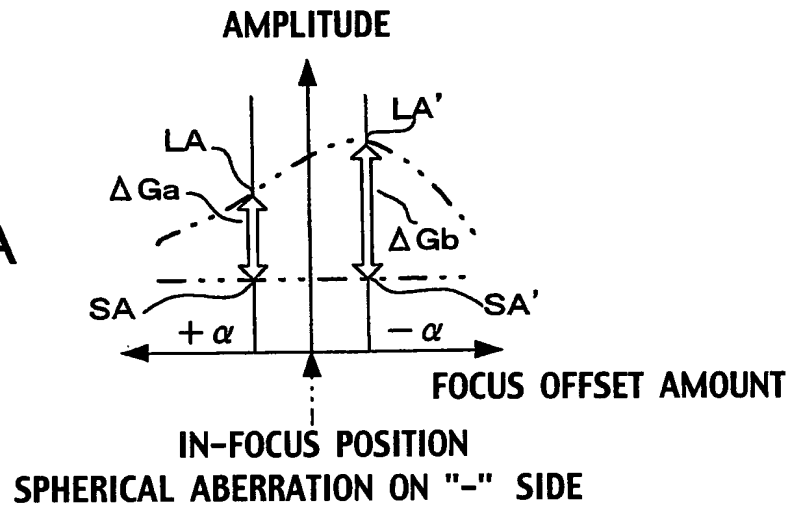 AMPLITUDE
LA
LA'
ΔGa
ΔGb
A
SA
SA'
+α
-α
FOCUS OFFSET AMOUNT
IN-FOCUS POSITION
SPHERICAL ABERRATION ON "-" SIDE